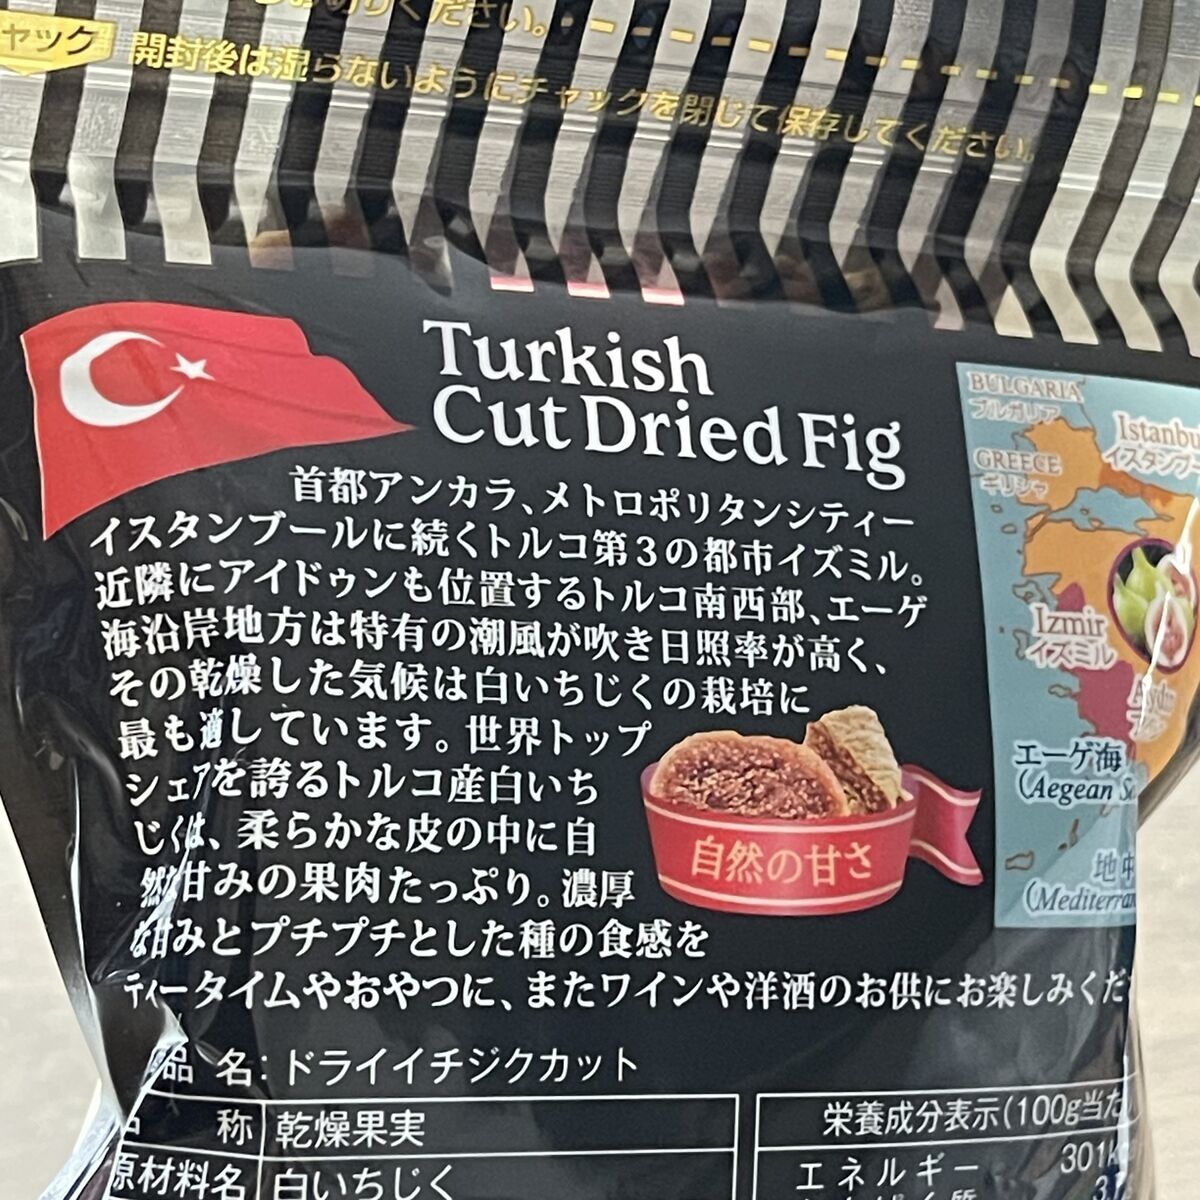 ください。
ャック
開封後は湿らないようにチャックを閉じて保存してください。
Turkish
Cut Dried Fig
首都アンカラ、メトロポリタンシティー
イスタンブールに続くトルコ第3の都市イズミル。
近隣にアイドゥンも位置するトルコ南西部、エーゲ
海沿岸地方は特有の潮風が吹き日照率が高く、
その乾燥した気候は白いちじくの栽培に
最も適しています。世界トップ
シェアを誇るトルコ産白いち
じくは、柔らかな皮の中に自
然な甘みの果肉たっぷり。濃厚
な甘みとプチプチとした種の食感を
ティータイムやおやつに、またワインや洋酒のお供にお楽しみくだ
自然の甘さ
BULGARIA
ブルガリア
Istanbu
イスタンブ
GREECE
ギリシャ
Izmir
イズミル
エーゲ海
(Aegean
地中
(Mediterran
品 名:ドライイチジクカット
称 乾燥果実
原材料名 白いちじく
栄養成分表示(100g当た
エネルギー 301k